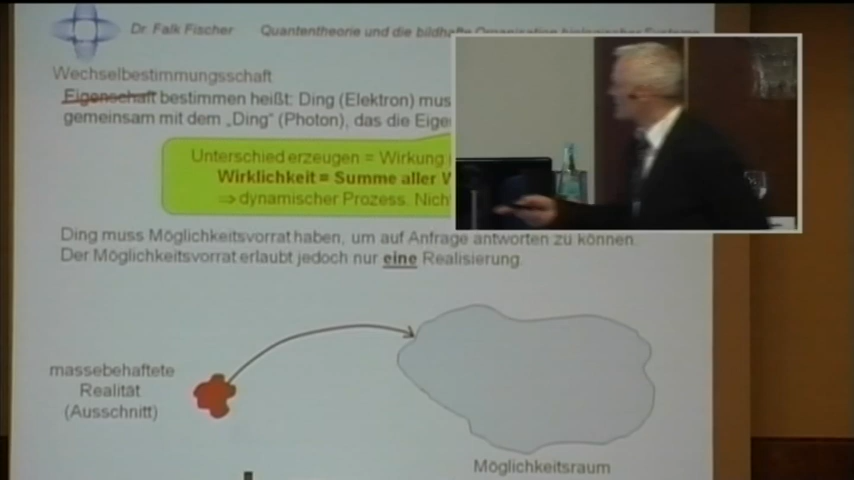 Dr. Falk Fischer Quantentheorie und die bildhafte Organisation biologischer Systeme
Wechselbestimmungsschaft
Eigenschaft bestimmen heißt: Ding (Elektron) mus
gemeinsam mit dem „Ding" (Photon), das die Eige
Unterschied erzeugen = Wirkung
Wirklichkeit = Summe aller W
⇒ dynamischer Prozess. Nich
Ding muss Möglichkeitsvorrat haben, um auf Anfrage antworten zu können.
Der Möglichkeitsvorrat erlaubt jedoch nur eine Realisierung.
massebehaftete
Realität
(Ausschnitt)
Möglichkeitsraum